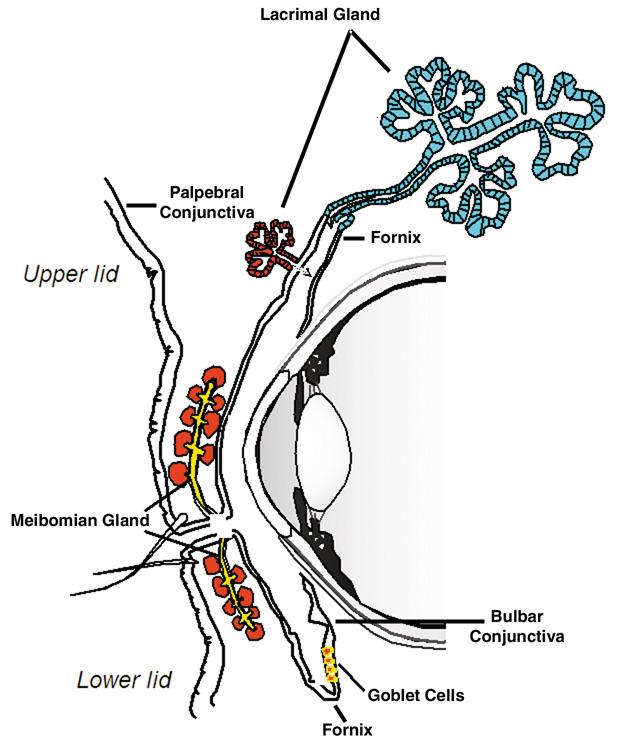 Lacrimal Gland
Palpebral
Conjunctiva
Fornix
Upper lid
Meibomian Gland
Bulbar
Conjunctiva
Lower lid
Goblet Cells
Fornix